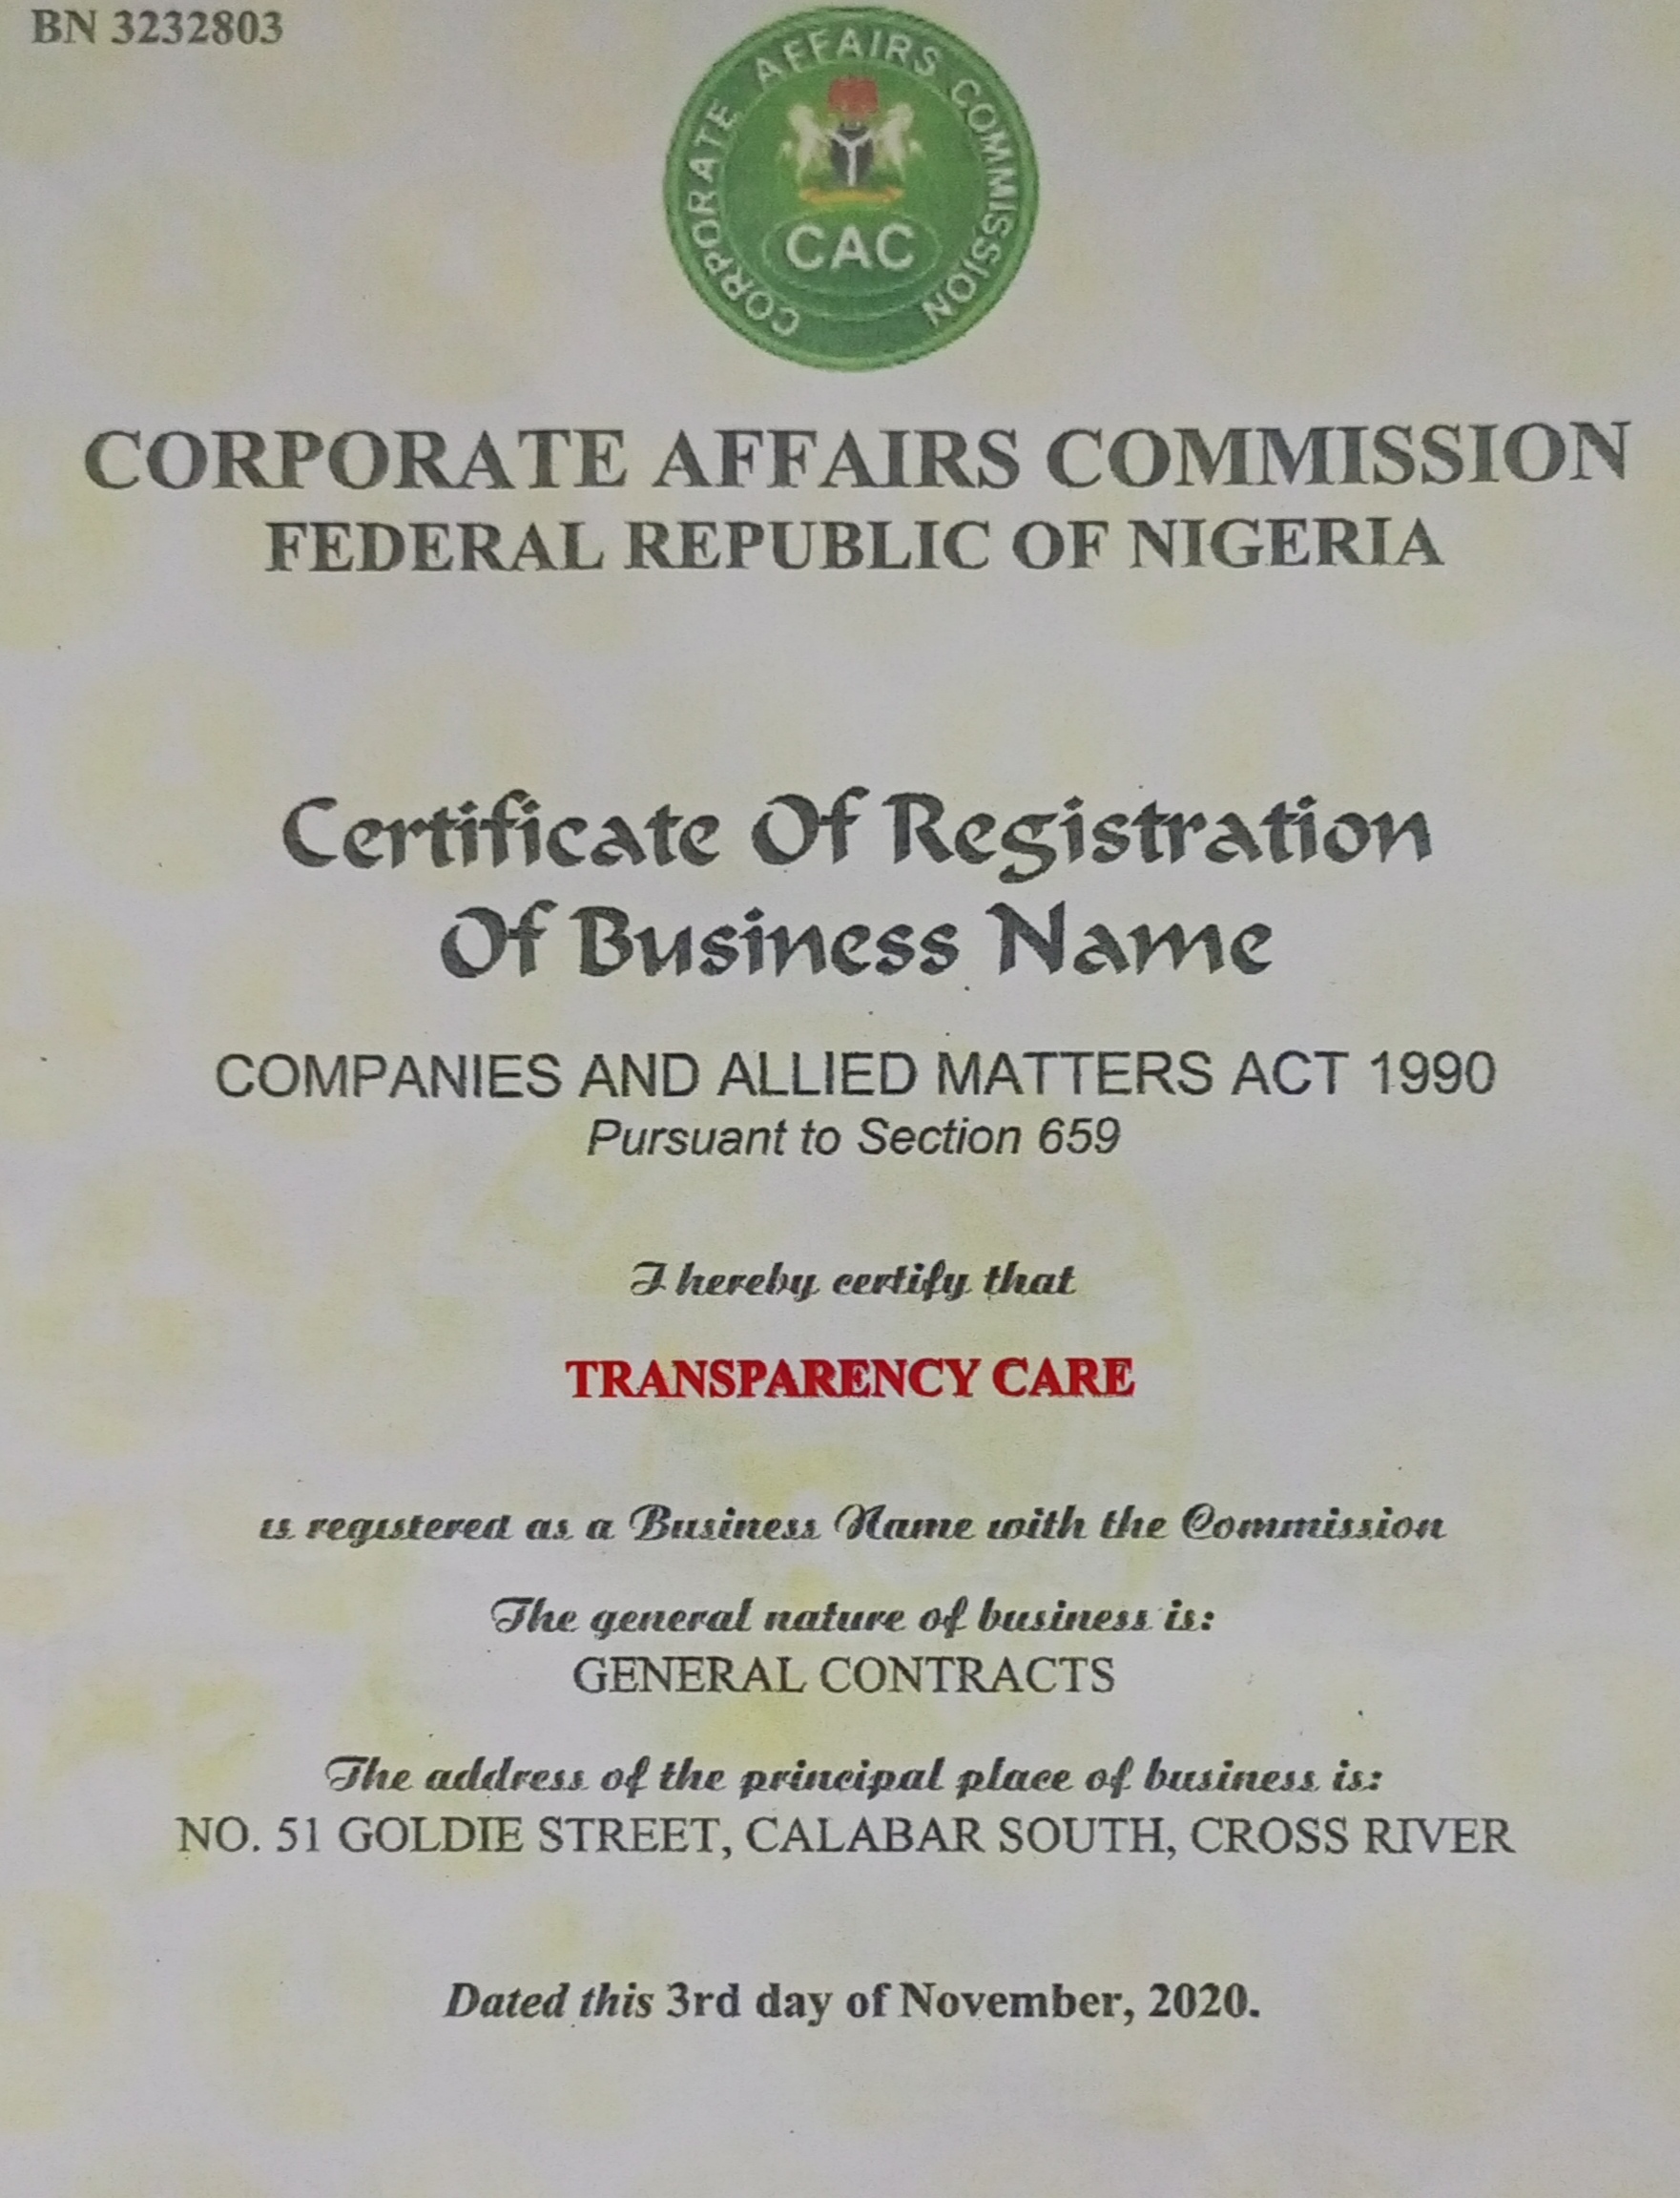 BN 3232803
CORPORATE AFFAIRS COMMISSION
CAC
CORPORATE AFFAIRS COMMISSION
FEDERAL REPUBLIC OF NIGERIA
Certificate Of Registration
Of Business Name
COMPANIES AND ALLIED MATTERS ACT 1990
Pursuant to Section 659
I hereby certify that
TRANSPARENCY CARE
is registered as a Business Name with the Commission
The general nature of business is:
GENERAL CONTRACTS
The address of the principal place of business is:
NO. 51 GOLDIE STREET, CALABAR SOUTH, CROSS RIVER
Dated this 3rd day of November, 2020.